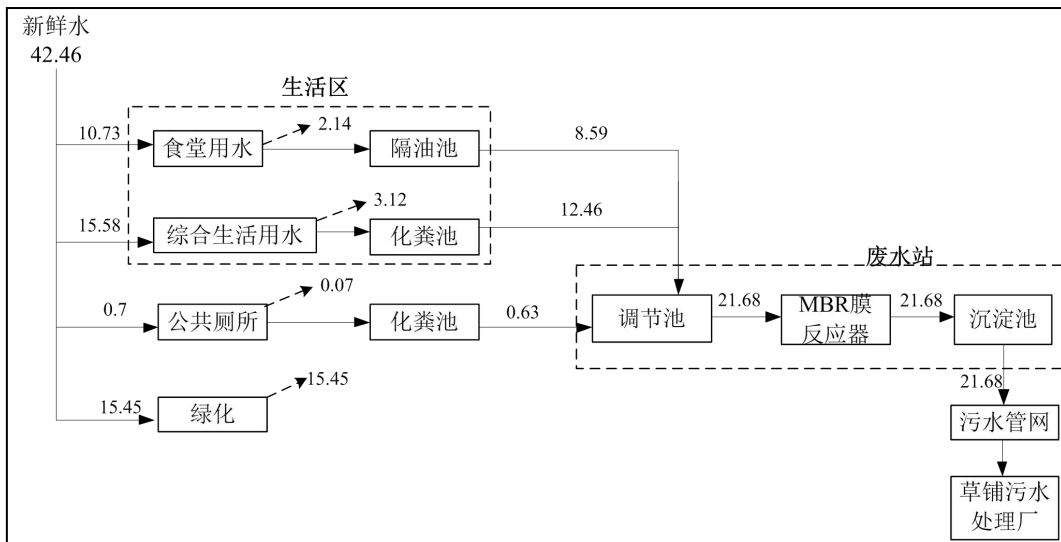 新鲜水
42.46
生活区
10.73
食堂用水
2.14
隔油池
8.59
15.58
综合生活用水
3.12
化粪池
12.46
废水站
0.7
公共厕所
0.07
化粪池
0.63
调节池
21.68
MBR膜
反应器
21.68
沉淀池
15.45
绿化
15.45
21.68
污水管网
草铺污水
处理厂